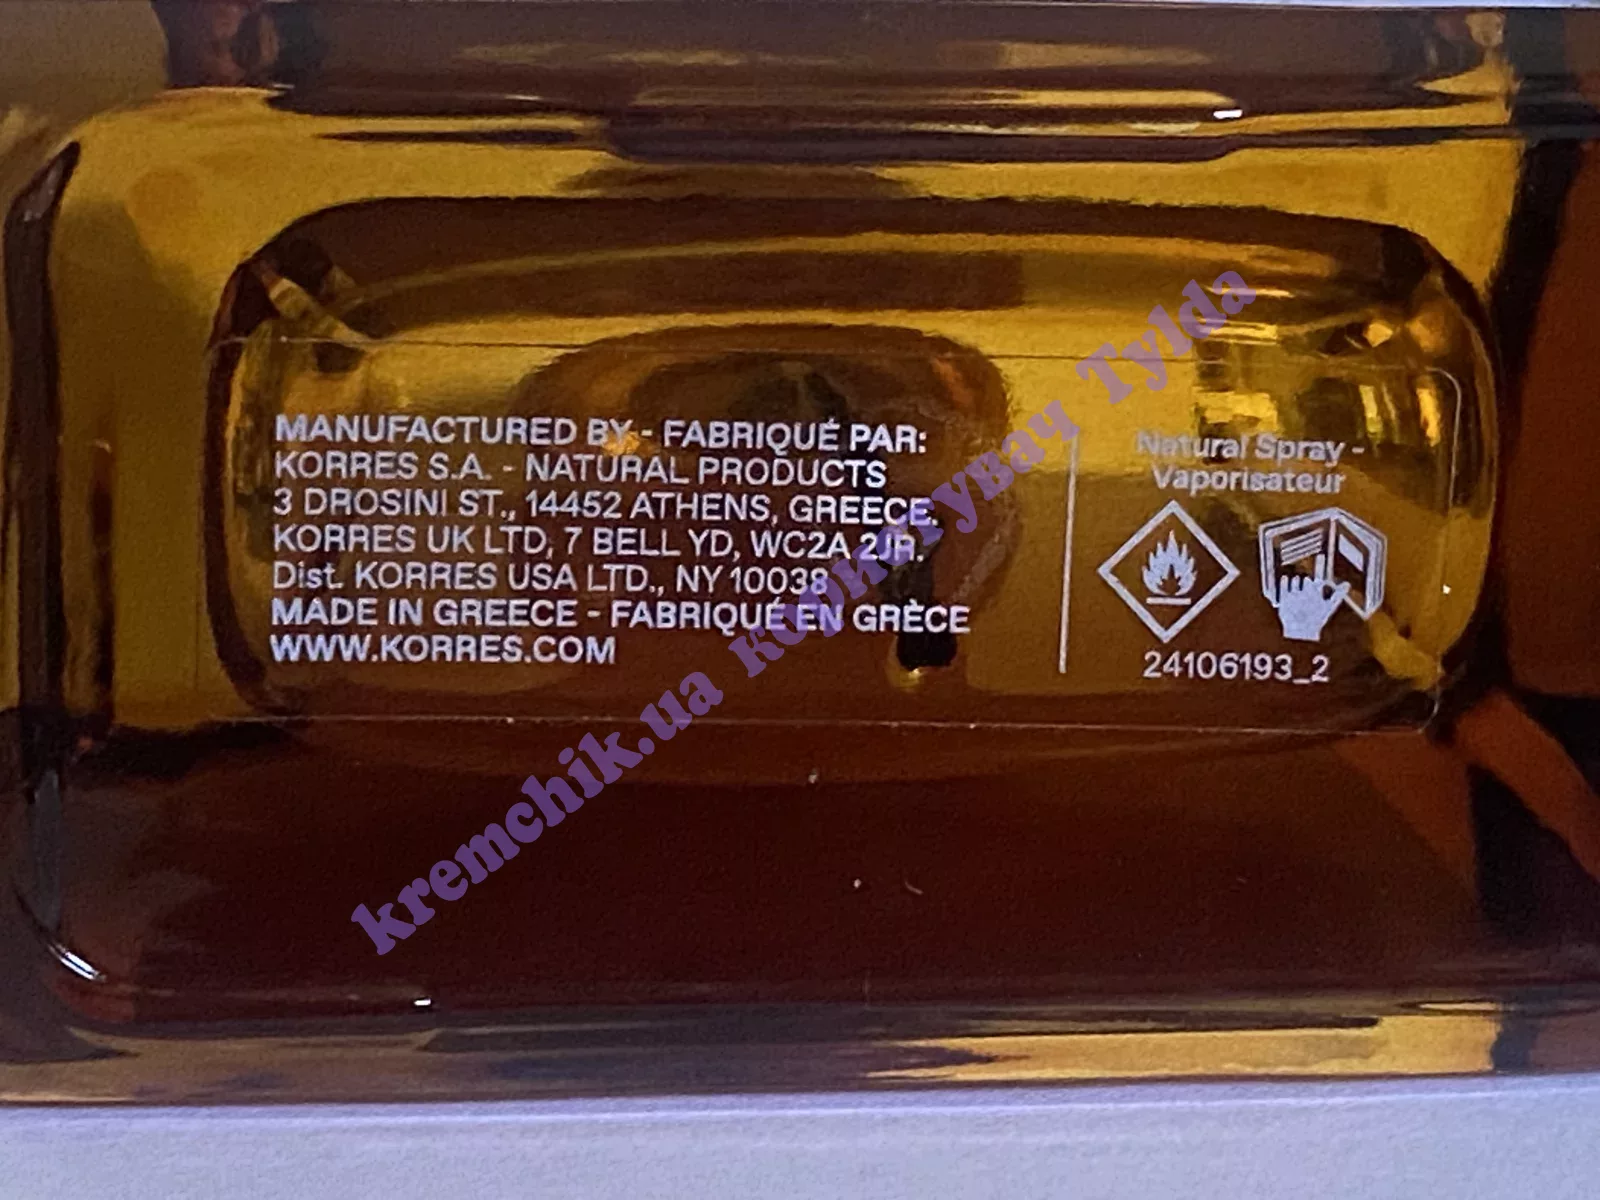 MANUFACTURED BY - FABRIQUÉ PAR:
KORRES S.A. - NATURAL PRODUCTS
3 DROSINI ST., 14452 ATHENS, GREECE.
KORRES UK LTD, 7 BELL YD, WC2A 2JR.
Dist. KORRES USA LTD., NY 10038
MADE IN GREECE - FABRIQUÉ EN GRÈCE
WWW.KORRES.COM
Natural Spray -
Vaporisateur
24106193_2
kremchik.ua користувач Tylda